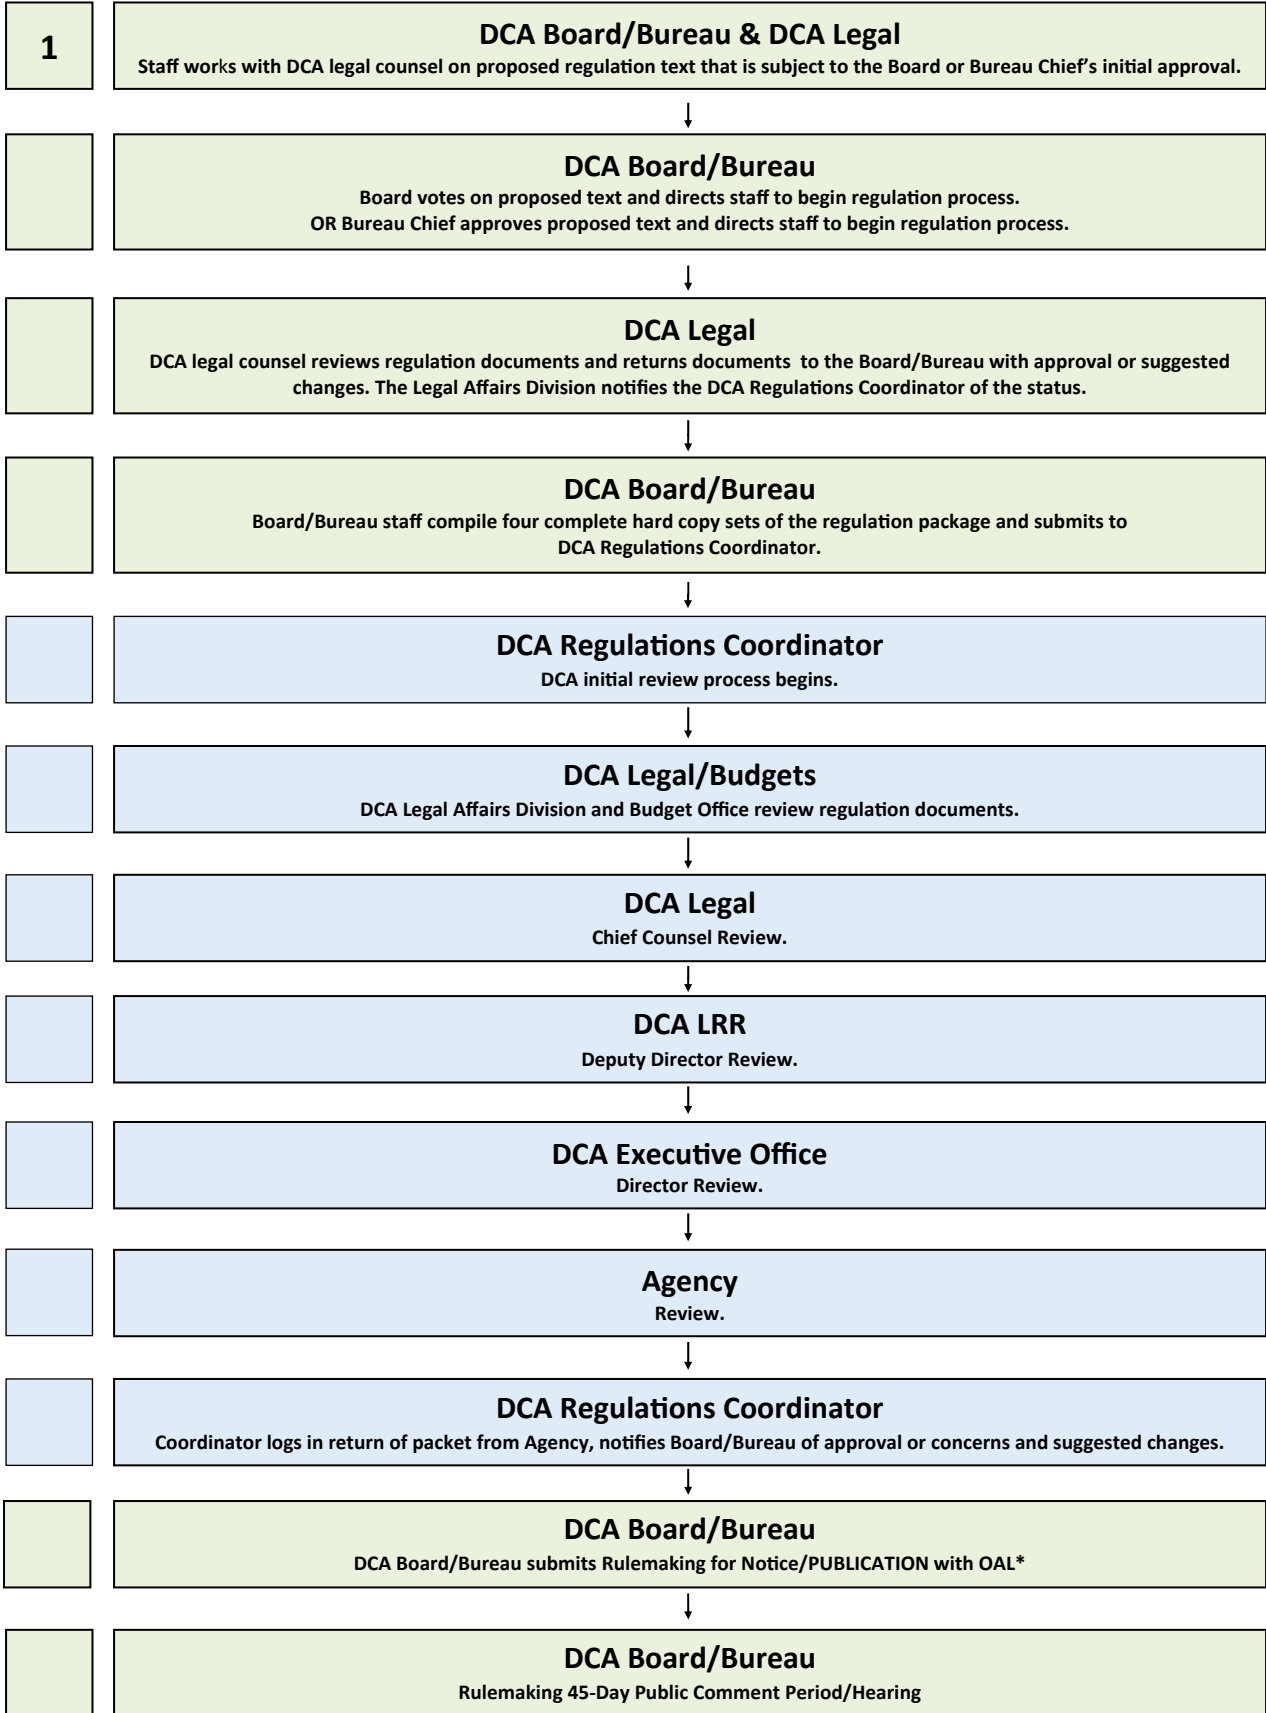 1
DCA Board/Bureau & DCA Legal
Staff works with DCA legal counsel on proposed regulation text that is subject to the Board or Bureau Chief's initial approval.
DCA Board/Bureau
Board votes on proposed text and directs staff to begin regulation process.
OR Bureau Chief approves proposed text and directs staff to begin regulation process.
DCA Legal
DCA legal counsel reviews regulation documents and returns documents to the Board/Bureau with approval or suggested
changes. The Legal Affairs Division notifies the DCA Regulations Coordinator of the status.
DCA Board/Bureau
Board/Bureau staff compile four complete hard copy sets of the regulation package and submits to
DCA Regulations Coordinator.
DCA Regulations Coordinator
DCA initial review process begins.
DCA Legal/Budgets
DCA Legal Affairs Division and Budget Office review regulation documents.
DCA Legal
Chief Counsel Review.
DCA LRR
Deputy Director Review.
DCA Executive Office
Director Review.
Agency
Review.
DCA Regulations Coordinator
Coordinator logs in return of packet from Agency, notifies Board/Bureau of approval or concerns and suggested changes.
DCA Board/Bureau
DCA Board/Bureau submits Rulemaking for Notice/PUBLICATION with OAL*
DCA Board/Bureau
Rulemaking 45-Day Public Comment Period/Hearing